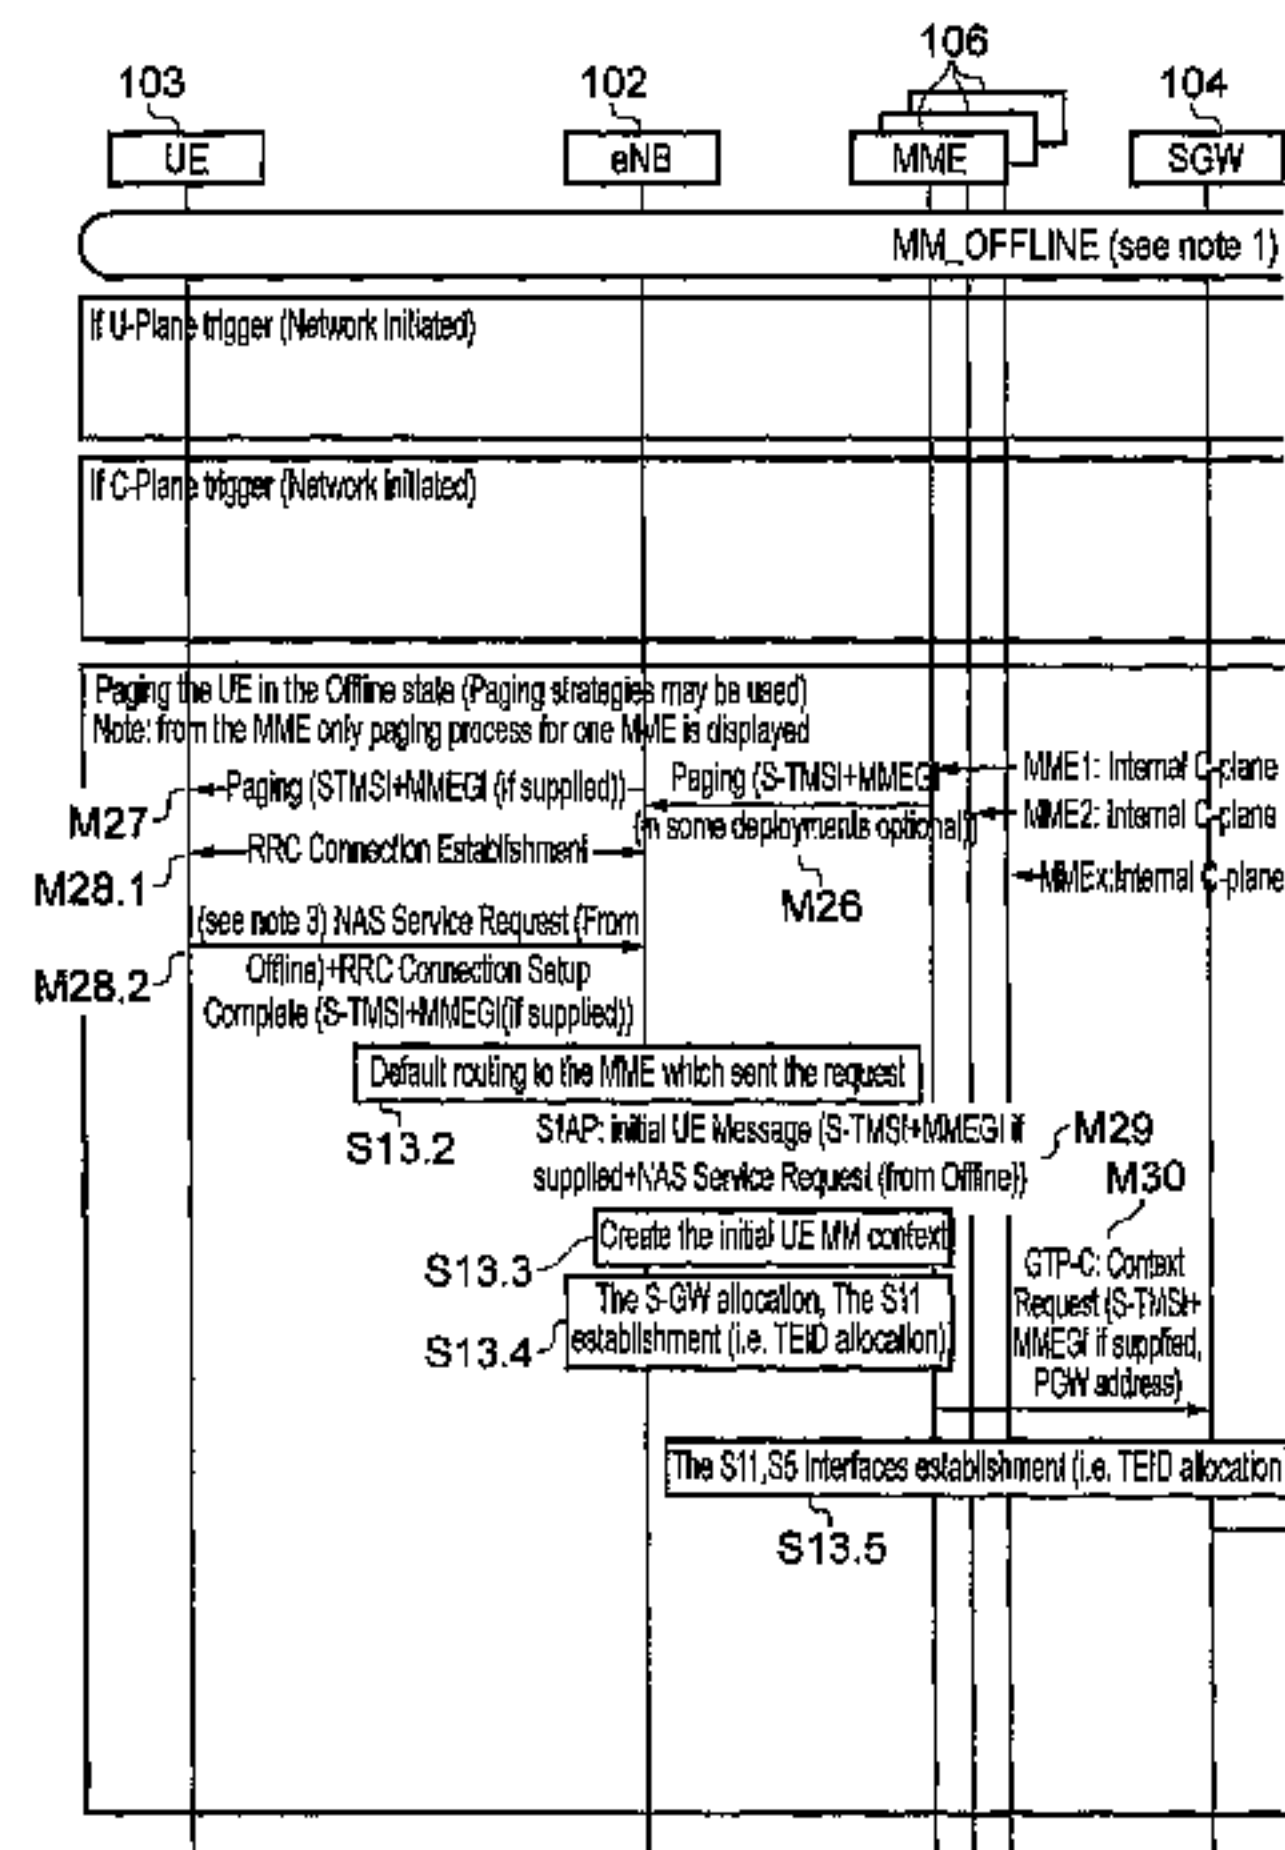 106
103
102
104
UE
eNB
MME
SGW
MM_OFFLINE (see note 1)
If U-Plane trigger (Network Initiated)
If C-Plane trigger (Network initiated)
Paging the UE in the Offline state (Paging strategies may be used)
Note: from the MME only paging process for one MME is displayed
Paging (STMSI+MMEGI (if supplied))
Paging (S-TMSI+MMEGI
(in some deployments optional))
MME1: Internal C-plane
MME2: Internal C-plane
MMEx:Internal C-plane
M27
RRC Connection Establishment
M28.1
M26
(see note 3) NAS Service Request (From
Offline)+RRC Connection Setup
Complete (S-TMSI+MMEGI(if supplied))
M28.2
Default routing to the MME which sent the request
S13.2
S1AP: initial UE Message (S-TMSI+MMEGI if
supplied+NAS Service Request (from Offline))
M29
M30
Create the initial UE MM context
S13.3
The S-GW allocation, The S11
establishment (i.e. TEID allocation)
S13.4
GTP-C: Context
Request (S-TMSI+
MMEGI if supplied,
PGW address)
The S11,S5 Interfaces establishment (i.e. TEID allocation
S13.5